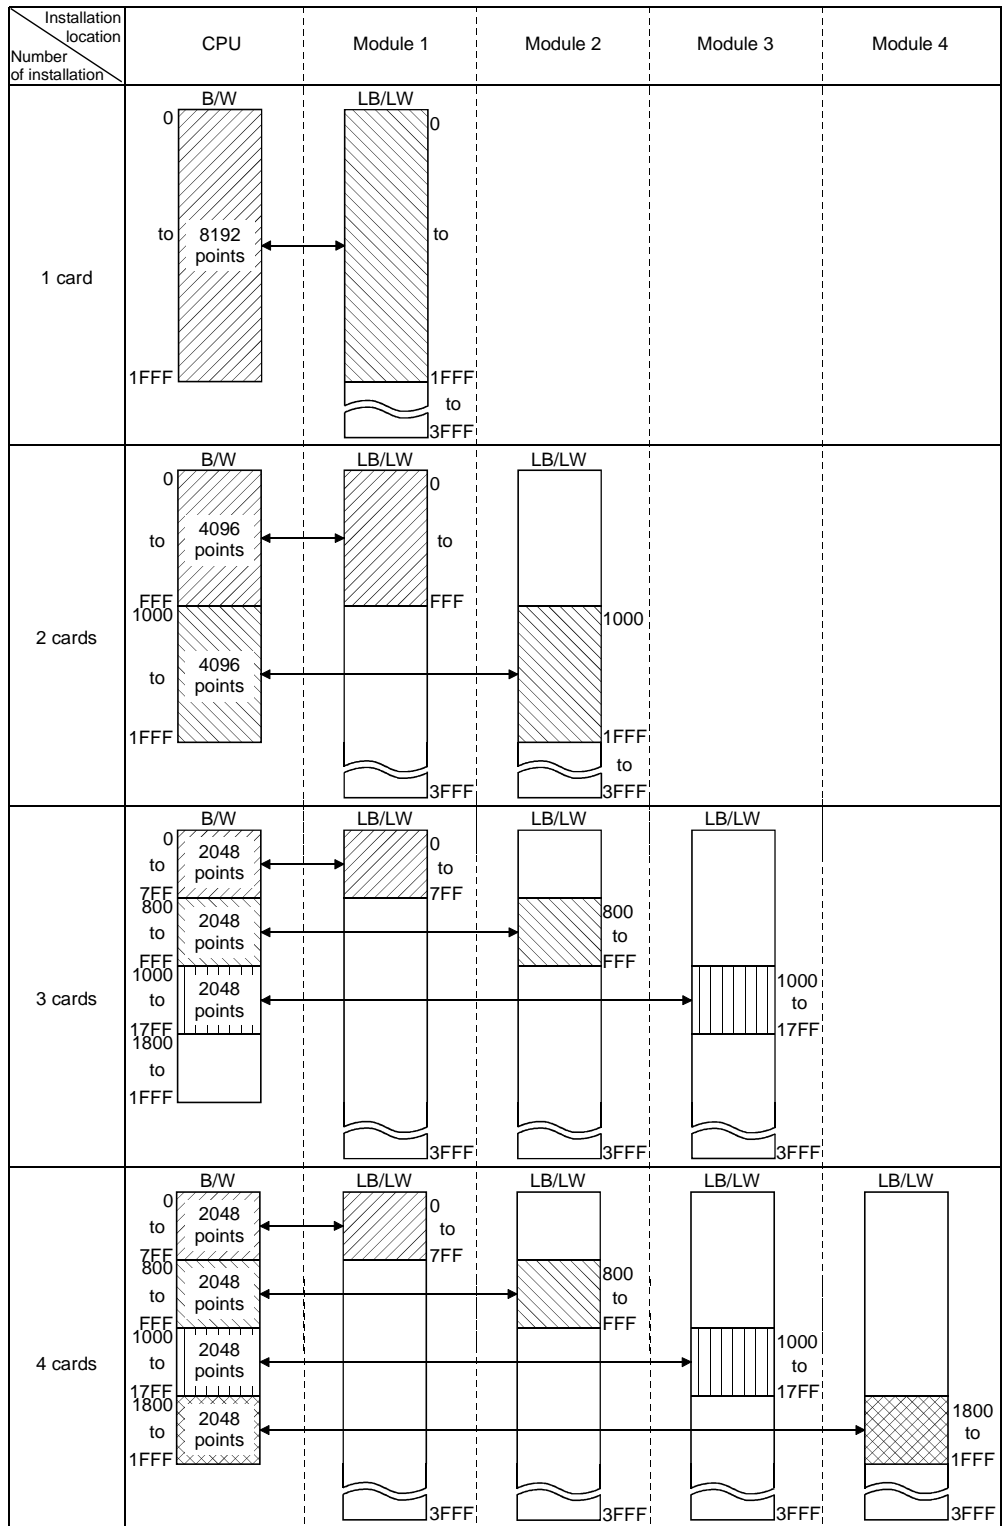 Installation
location
Number
of installation
CPU
Module 1
Module 2
Module 3
Module 4
1 card
B/W
LB/LW
0
0
to
8192
points
to
1FFF
1FFF
to
3FFF
2 cards
B/W
LB/LW
LB/LW
0
0
to
4096
points
to
FFF
FFF
1000
1000
to
4096
points
1FFF
1FFF
to
3FFF
3FFF
3 cards
B/W
LB/LW
LB/LW
LB/LW
0
0
to
2048
points
to
7FF
7FF
800
800
to
2048
points
to
FFF
FFF
1000
1000
to
2048
points
to
17FF
17FF
1800
to
1FFF
3FFF
3FFF
3FFF
4 cards
B/W
LB/LW
LB/LW
LB/LW
LB/LW
0
0
to
2048
points
to
7FF
7FF
800
800
to
2048
points
to
FFF
FFF
1000
1000
to
2048
points
to
17FF
17FF
1800
1800
to
2048
points
to
1FFF
1FFF
3FFF
3FFF
3FFF
3FFF